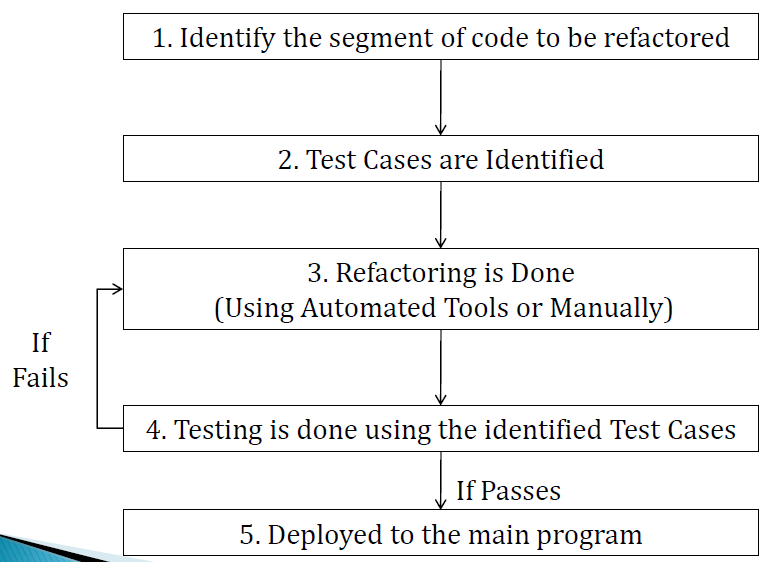 1. Identify the segment of code to be refactored
2. Test Cases are Identified
3. Refactoring is Done
(Using Automated Tools or Manually)
If
Fails
4. Testing is done using the identified Test Cases
If Passes
5. Deployed to the main program